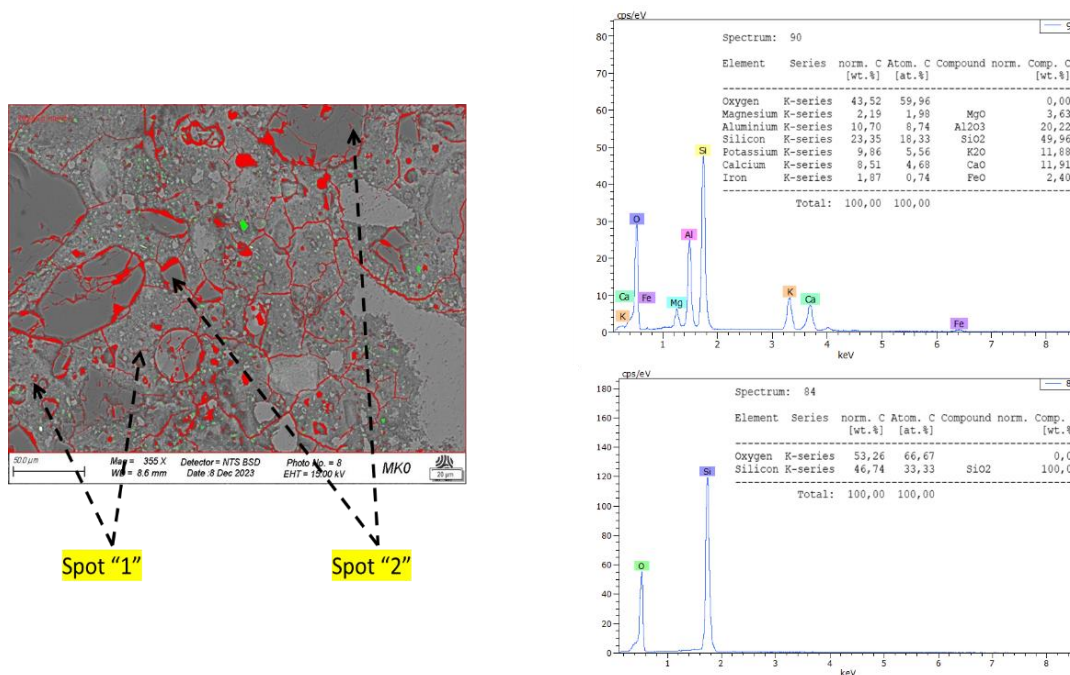 50.0 µm
Mag = 355 X
WD = 8.6 mm
Detector = NTS BSD
Date :8 Dec 2023
Photo No. = 8
EHT = 15.00 kV
MK0
20 µm
Spot “1”
Spot “2”
cps/eV
9
Spectrum: 90
Element Series norm. C Atom. C Compound norm. Comp. C
[wt.%] [at.%] [wt.%]
Oxygen K-series 43,52 59,96 0,00
Magnesium K-series 2,19 1,98 MgO 3,63
Aluminium K-series 10,70 8,74 Al2O3 20,22
Silicon K-series 23,35 18,33 SiO2 49,96
Potassium K-series 9,86 5,56 K2O 11,88
Calcium K-series 8,51 4,68 CaO 11,91
Iron K-series 1,87 0,74 FeO 2,40
Total: 100,00 100,00
80
70
60
50
40
30
20
10
0
Si
O
Al
Ca Fe
K
Mg
K
Ca
Fe
1 2 3 4 5 6 7 8
keV
cps/eV
8
Spectrum: 84
Element Series norm. C Atom. C Compound norm. Comp.
[wt.%] [at.%] [wt.%
Oxygen K-series 53,26 66,67 0,0
Silicon K-series 46,74 33,33 SiO2 100,0
Total: 100,00 100,00
180
160
140
120
100
80
60
40
20
0
Si
O
1 2 3 4 5 6 7 8
keV